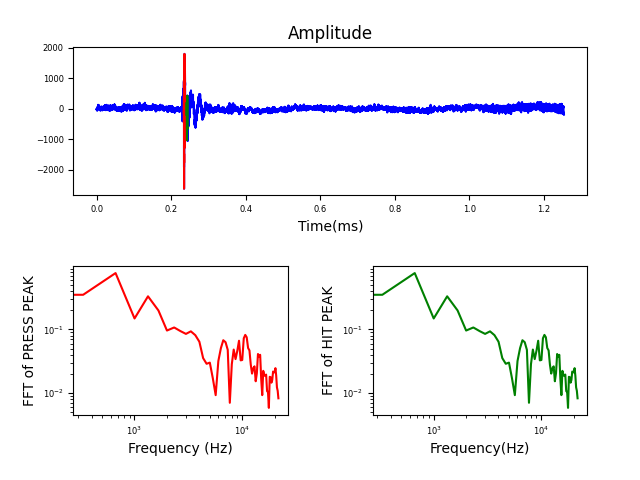 Amplitude
2000
1000
0
−1000
−2000
0.0 0.2 0.4 0.6 0.8 1.0 1.2
Time(ms)
FFT of PRESS PEAK
10⁻¹
10⁻²
10³ 10⁴
Frequency (Hz)
FFT of HIT PEAK
10⁻¹
10⁻²
10³ 10⁴
Frequency(Hz)